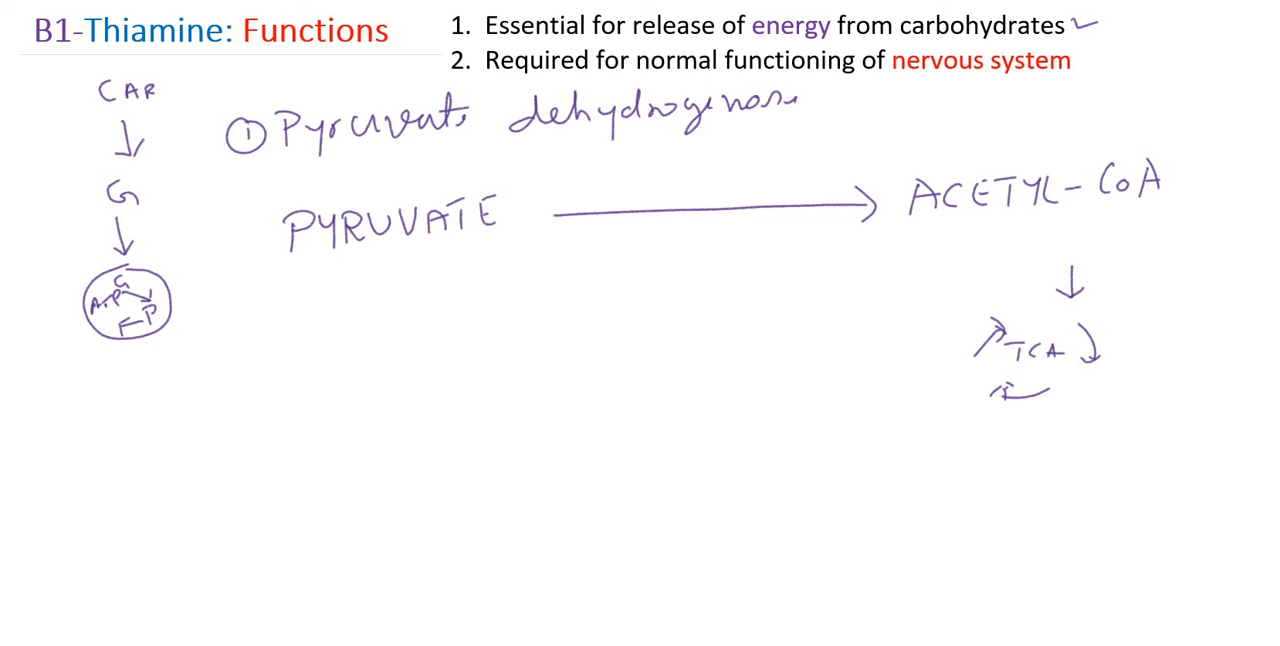 B1-Thiamine: Functions
1. Essential for release of energy from carbohydrates
2. Required for normal functioning of nervous system
CAR
G
G
ATP
P
F
① Pyruvate dehydrogenase
PYRUVATE
ACETYL-CoA
TCA